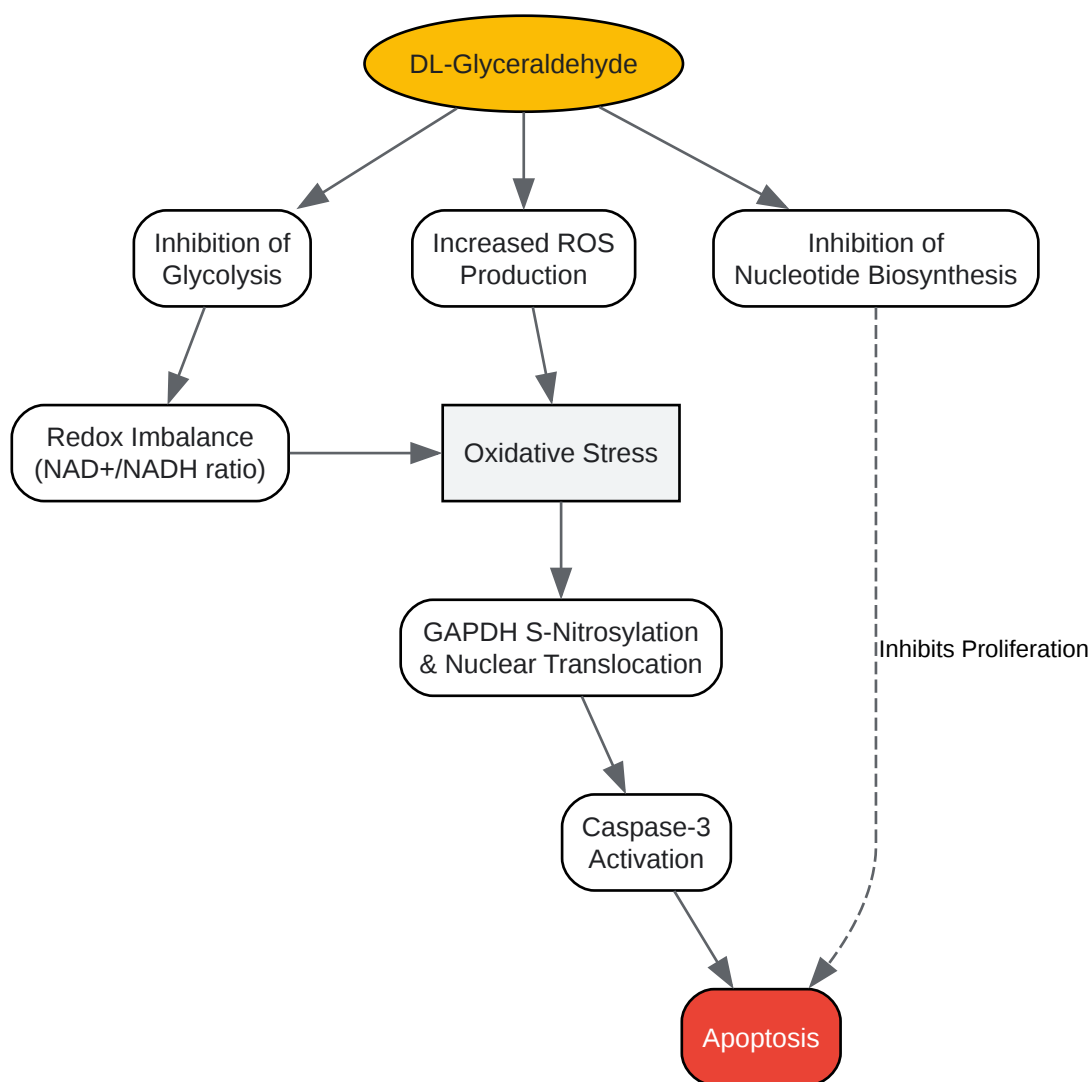 DL-Glyceraldehyde
Inhibition of
Glycolysis
Increased ROS
Production
Inhibition of
Nucleotide Biosynthesis
Redox Imbalance
(NAD+/NADH ratio)
Oxidative Stress
GAPDH S-Nitrosylation
& Nuclear Translocation
Inhibits Proliferation
Caspase-3
Activation
Apoptosis